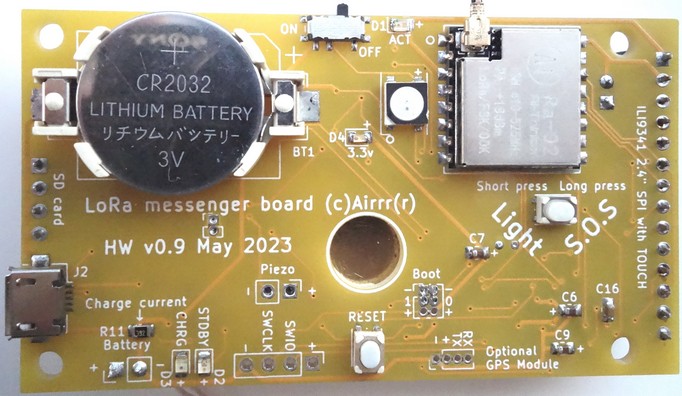 ON
OFF
D1
+
ACT
+
CR2032
LITHIUM BATTERY
リチウムバッテリー
3V
+
BT1
D4
+
3.3v
SD card
ILI9341 2.4" SPI with TOUCH
Short press Long press
Light S.O.S
LoRa messenger board (c)Airrr(r)
HW v0.9 May 2023
J2
C7
+
Piezo
- +
Boot
- -
1 0
+ +
Charge current
R11
Battery
+ -
CHRG
D3
+
STDBY
D2
+
SWCLK
SWIO
- +
RESET
C6
+
C16
C9
+
- + TX RX
Optional
GPS Module